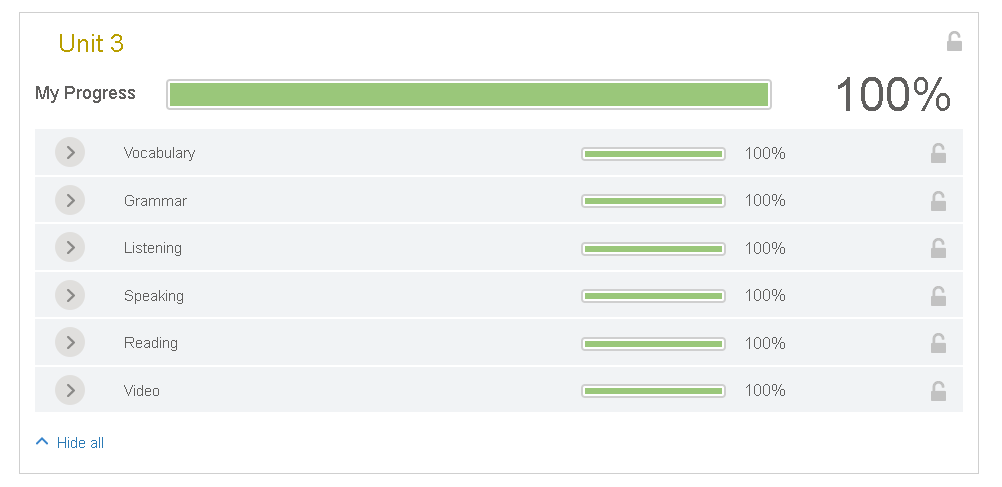 Unit 3
My Progress 100%
Vocabulary 100%
Grammar 100%
Listening 100%
Speaking 100%
Reading 100%
Video 100%
Hide all